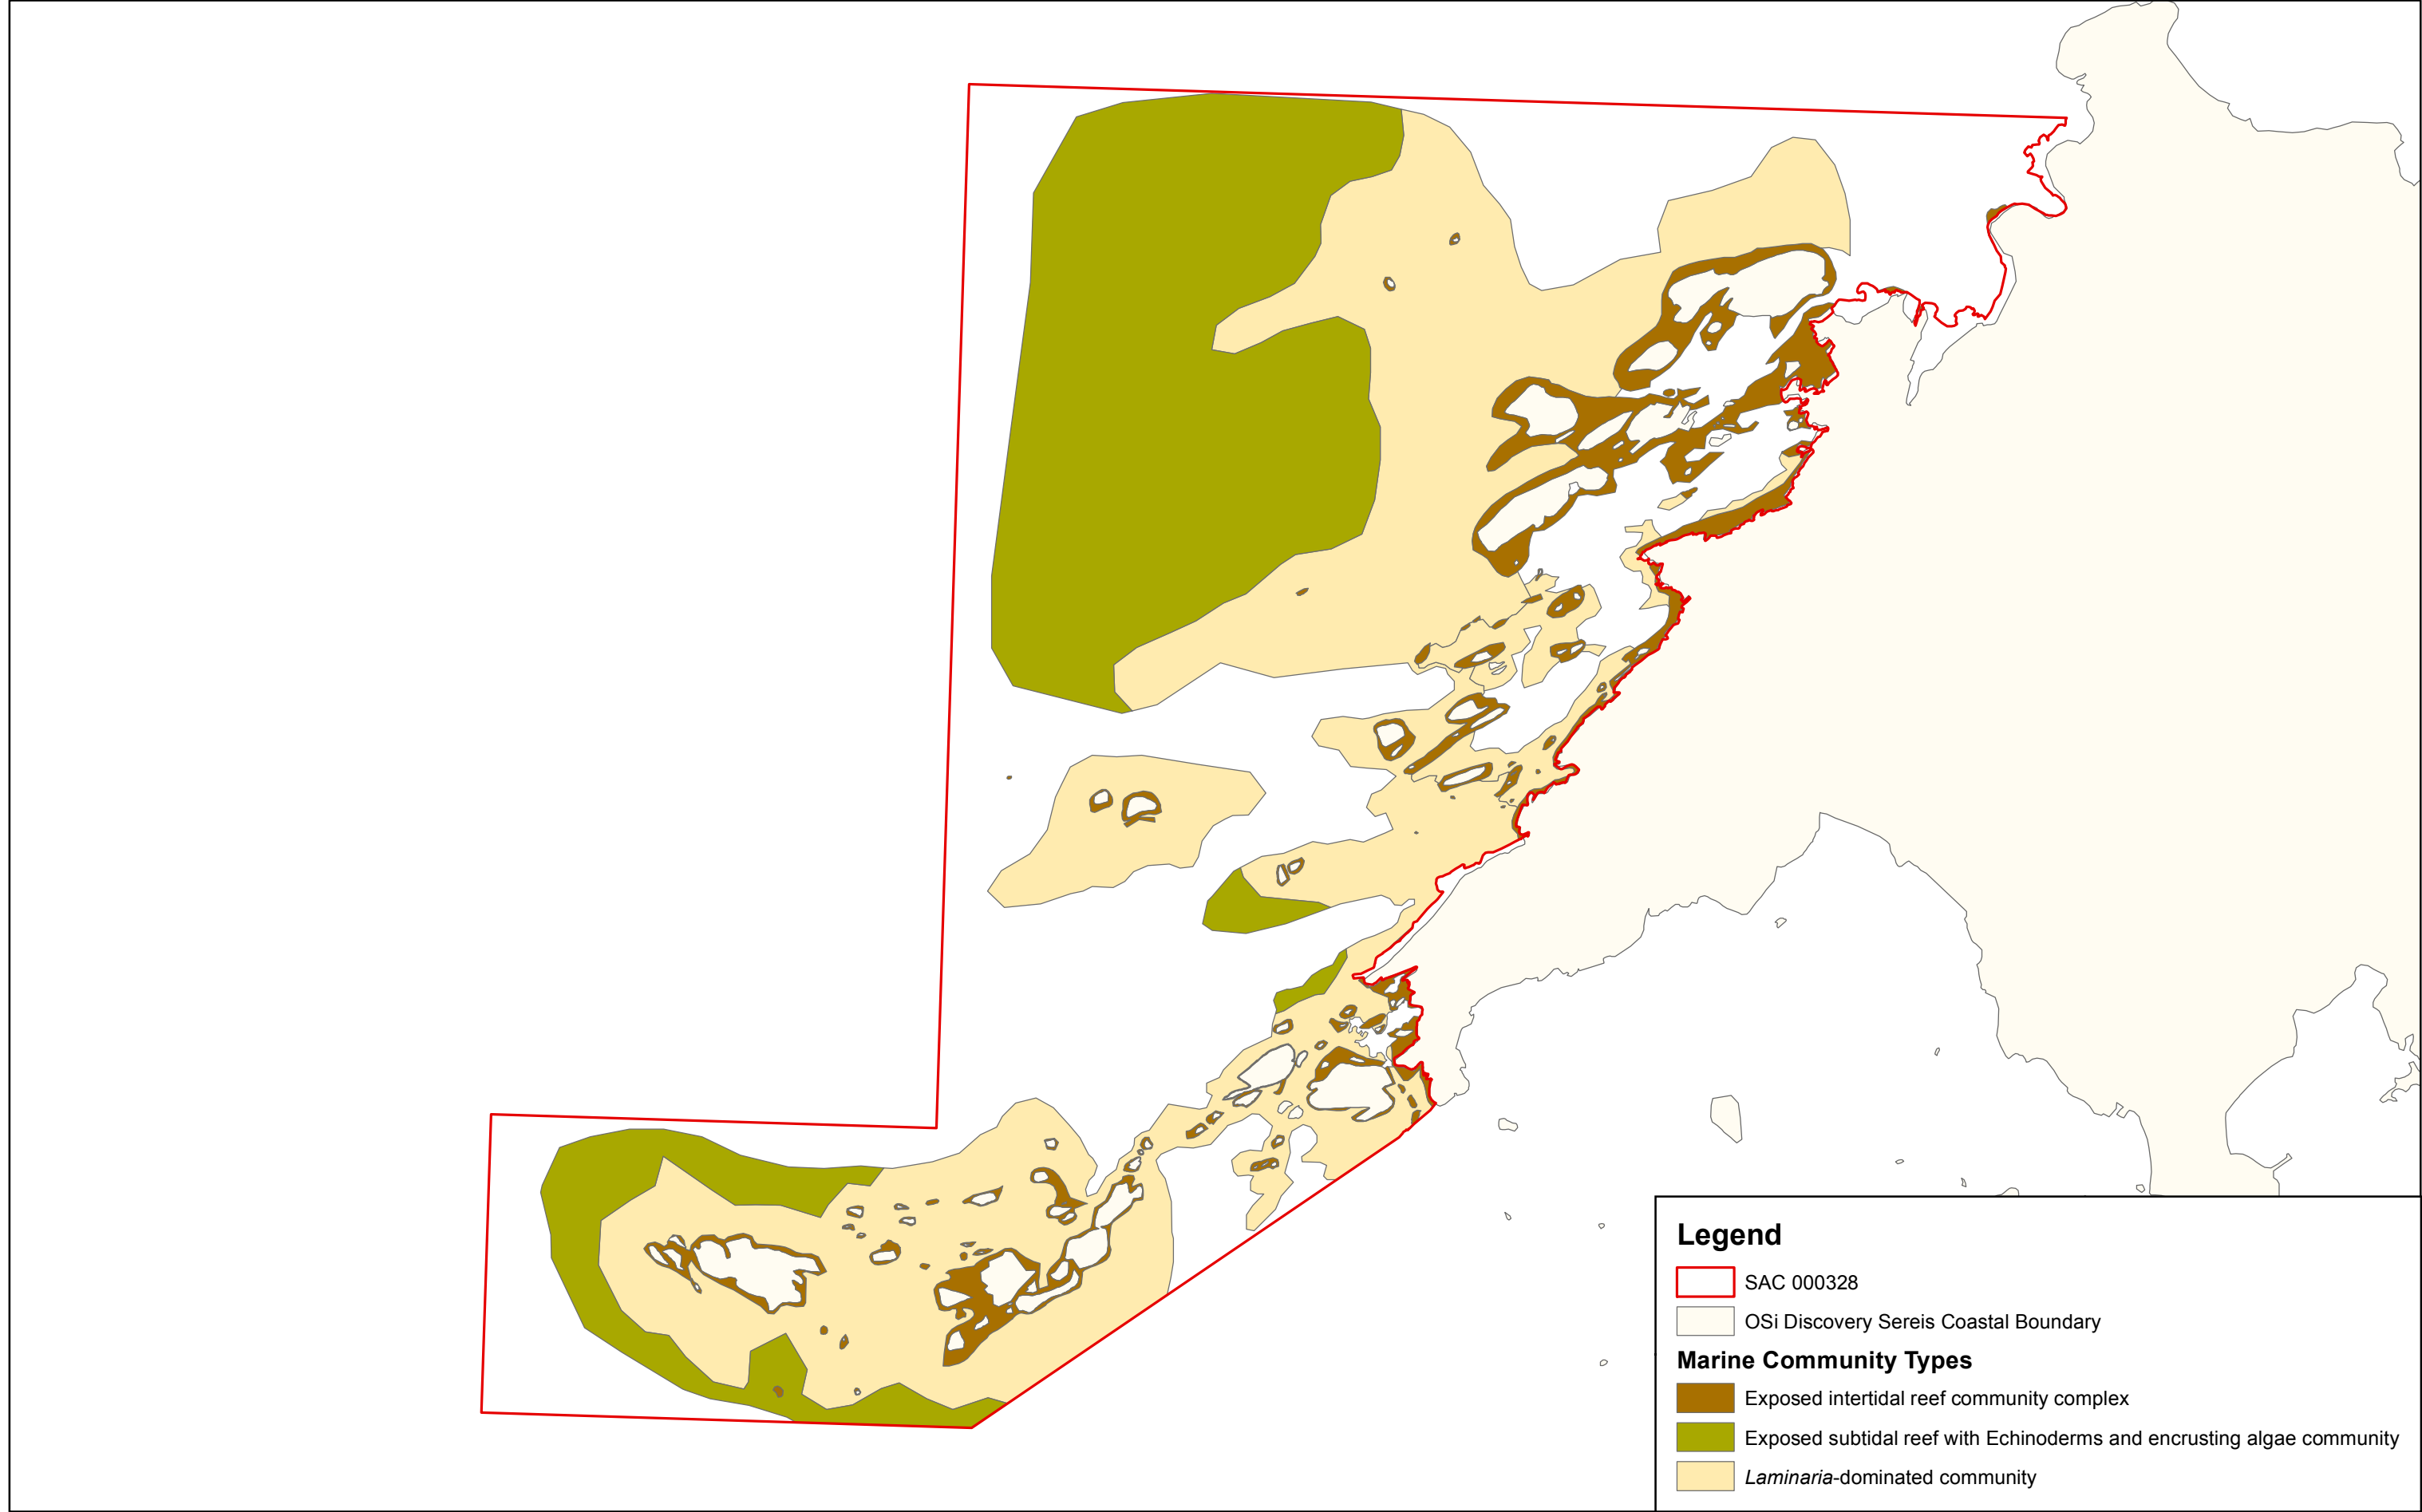 Legend
SAC 000328
OSi Discovery Sereis Coastal Boundary
Marine Community Types
Exposed intertidal reef community complex
Exposed subtidal reef with Echinoderms and encrusting algae community
Laminaria-dominated community